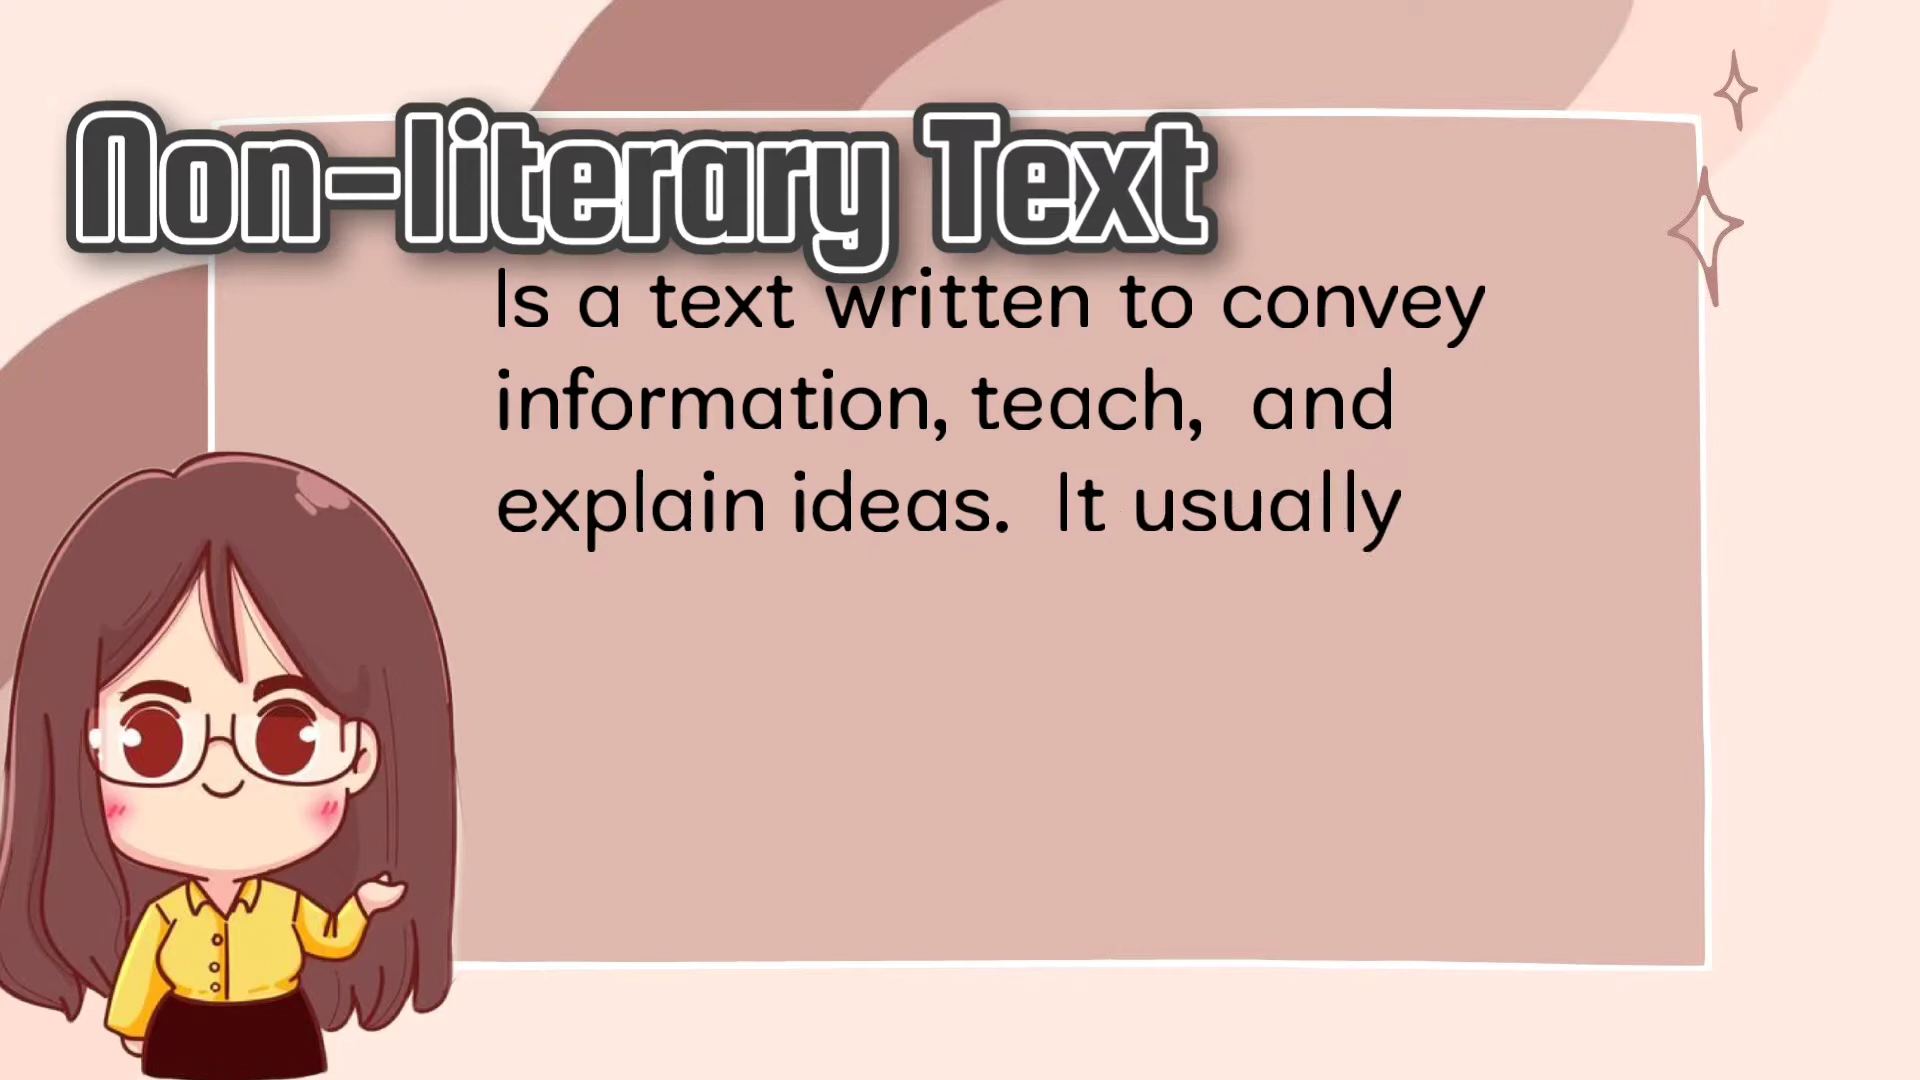 Non-literary Text
Is a text written to convey
information, teach, and
explain ideas. It usually